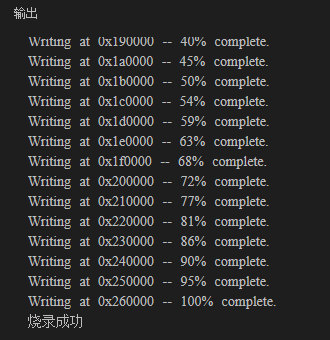 输出
Writing at 0x190000 -- 40% complete.
Writing at 0x1a0000 -- 45% complete.
Writing at 0x1b0000 -- 50% complete.
Writing at 0x1c0000 -- 54% complete.
Writing at 0x1d0000 -- 59% complete.
Writing at 0x1e0000 -- 63% complete.
Writing at 0x1f0000 -- 68% complete.
Writing at 0x200000 -- 72% complete.
Writing at 0x210000 -- 77% complete.
Writing at 0x220000 -- 81% complete.
Writing at 0x230000 -- 86% complete.
Writing at 0x240000 -- 90% complete.
Writing at 0x250000 -- 95% complete.
Writing at 0x260000 -- 100% complete.
烧录成功